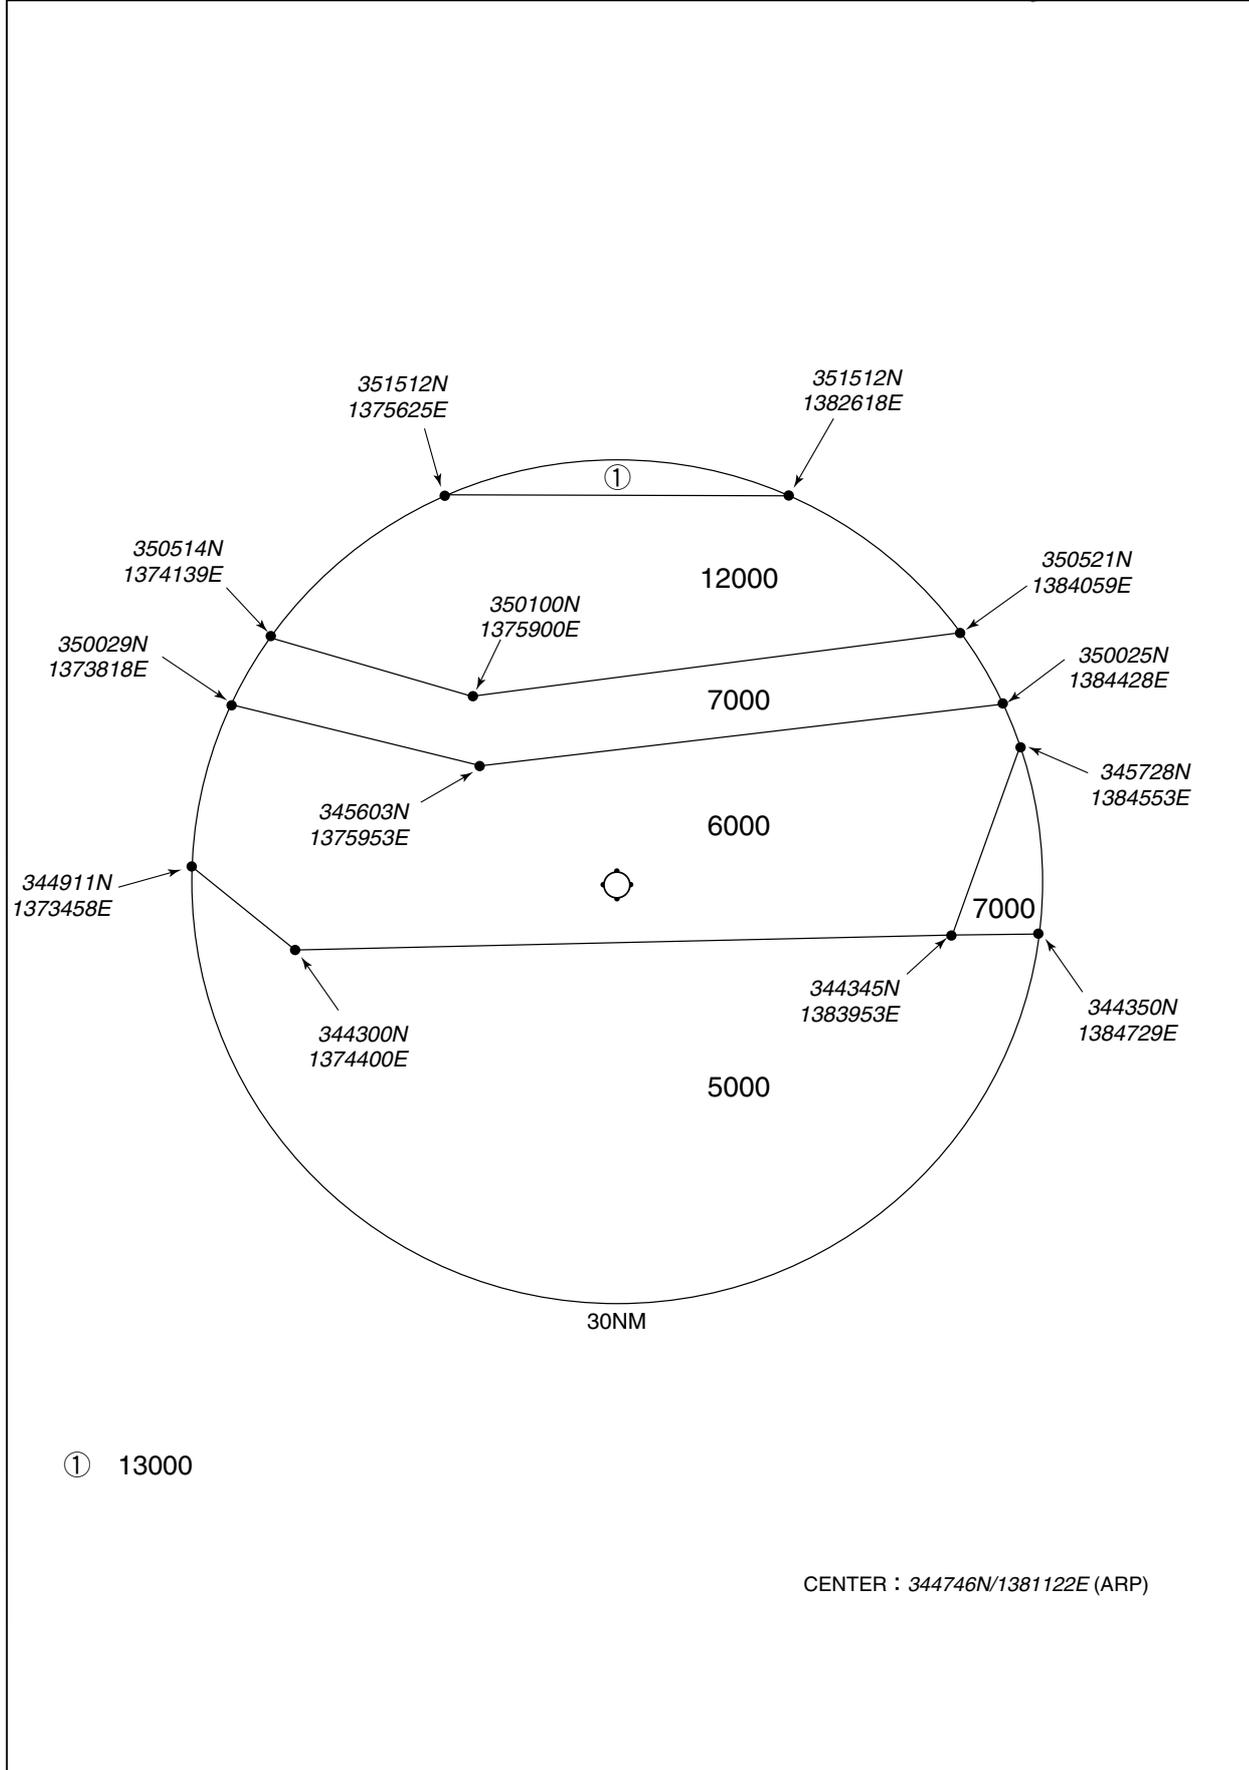 351512N
1375625E
351512N
1382618E
①
350514N
1374139E
12000
350521N
1384059E
350100N
1375900E
350029N
1373818E
350025N
1384428E
7000
345728N
1384553E
345603N
1375953E
6000
344911N
1373458E
7000
344345N
1383953E
344350N
1384729E
344300N
1374400E
5000
30NM
① 13000
CENTER : 344746N/1381122E (ARP)